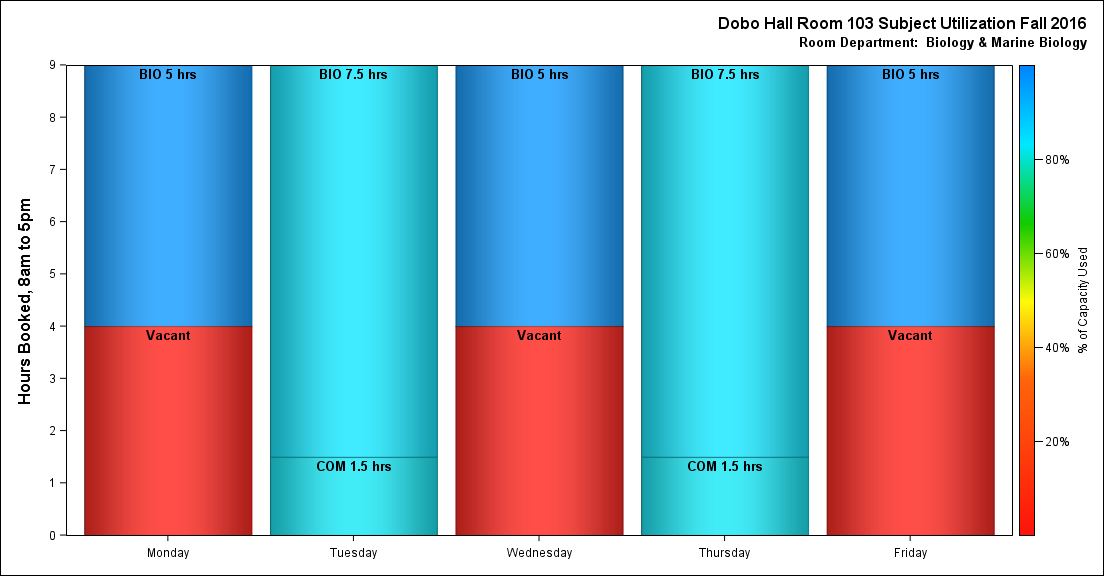 Dobo Hall Room 103 Subject Utilization Fall 2016
Room Department:  Biology & Marine Biology
Hours Booked, 8am to 5pm
9
8
7
6
5
4
3
2
1
0
BIO 5 hrs
BIO 7.5 hrs
BIO 5 hrs
BIO 7.5 hrs
BIO 5 hrs
Vacant
Vacant
Vacant
COM 1.5 hrs
COM 1.5 hrs
Monday
Tuesday
Wednesday
Thursday
Friday
80%
60%
40%
20%
% of Capacity Used